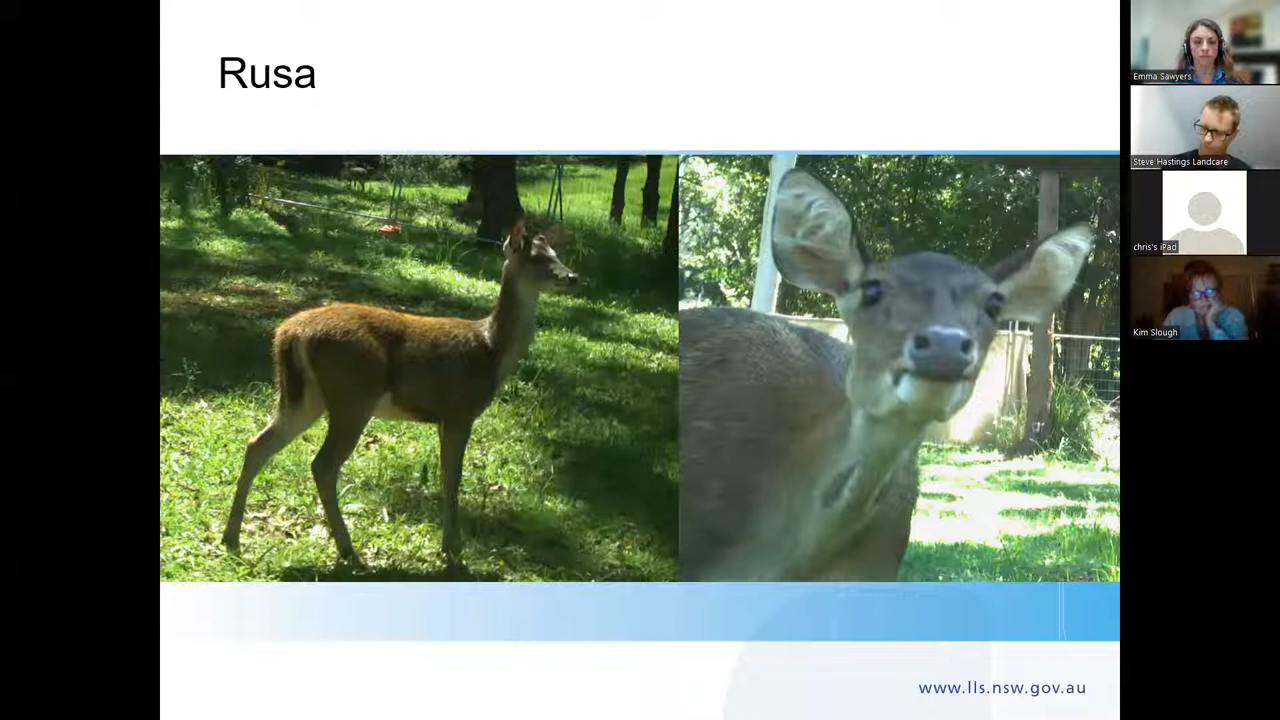 Rusa
www.lls.nsw.gov.au
Emma Sawyers
Steve Hastings Landcare
chris's iPad
Kim Slough